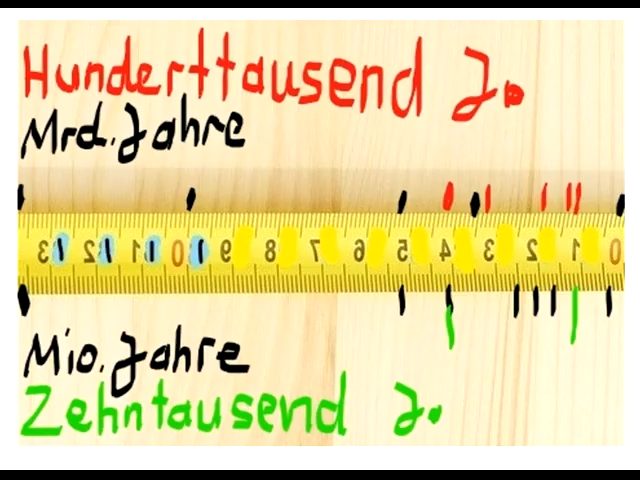 Hunderttausend J.
Mrd. Jahre
13 12 11 10 9 8 7 6 5 4 3 2 1 0
Mio. Jahre
Zehntausend J.